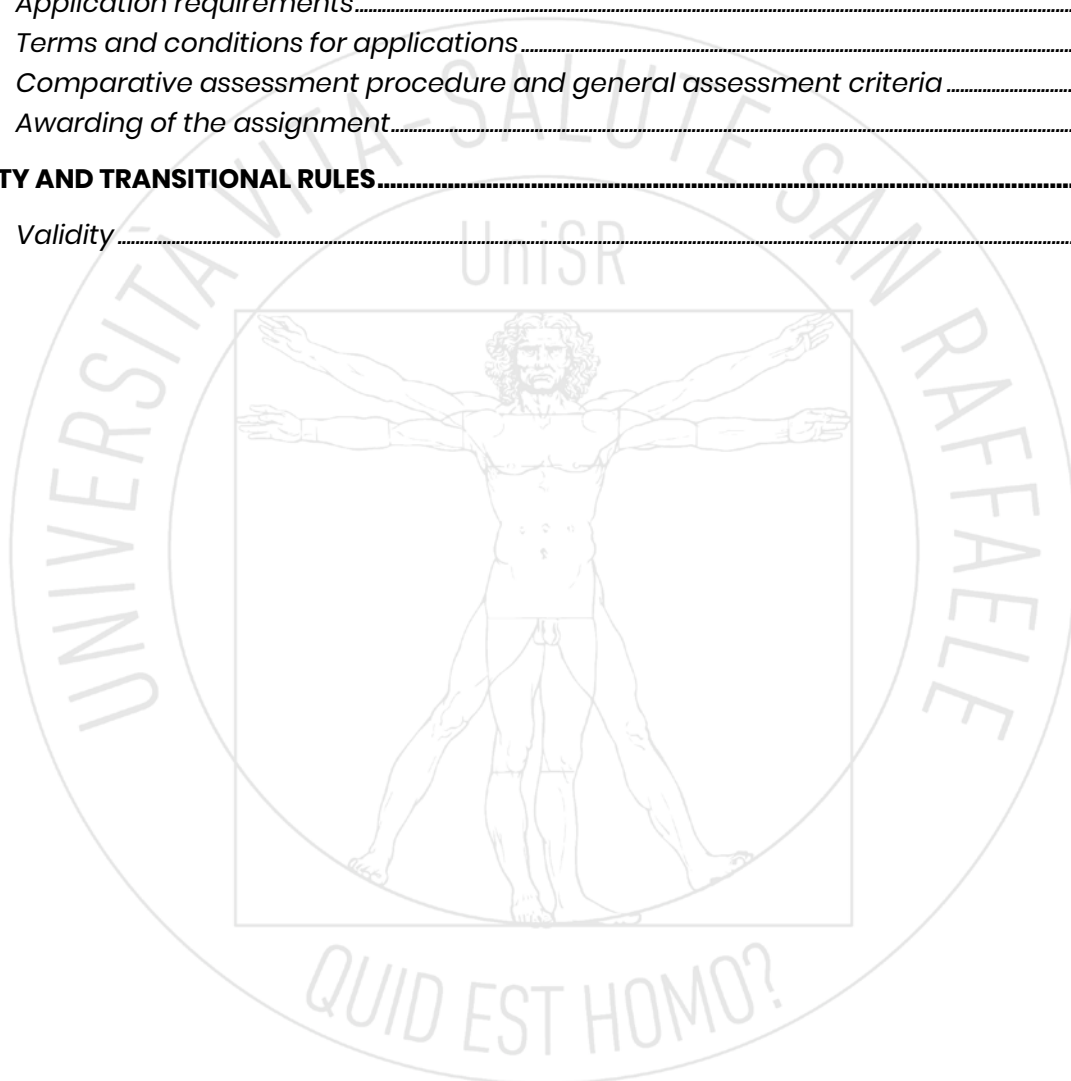 Application requirements
Terms and conditions for applications
Comparative assessment procedure and general assessment criteria
Awarding of the assignment
TY AND TRANSITIONAL RULES
Validity
UNIVERSITÀ VITA-SALUTE SAN RAFFAELE
UniSR
QUID EST HOMO?